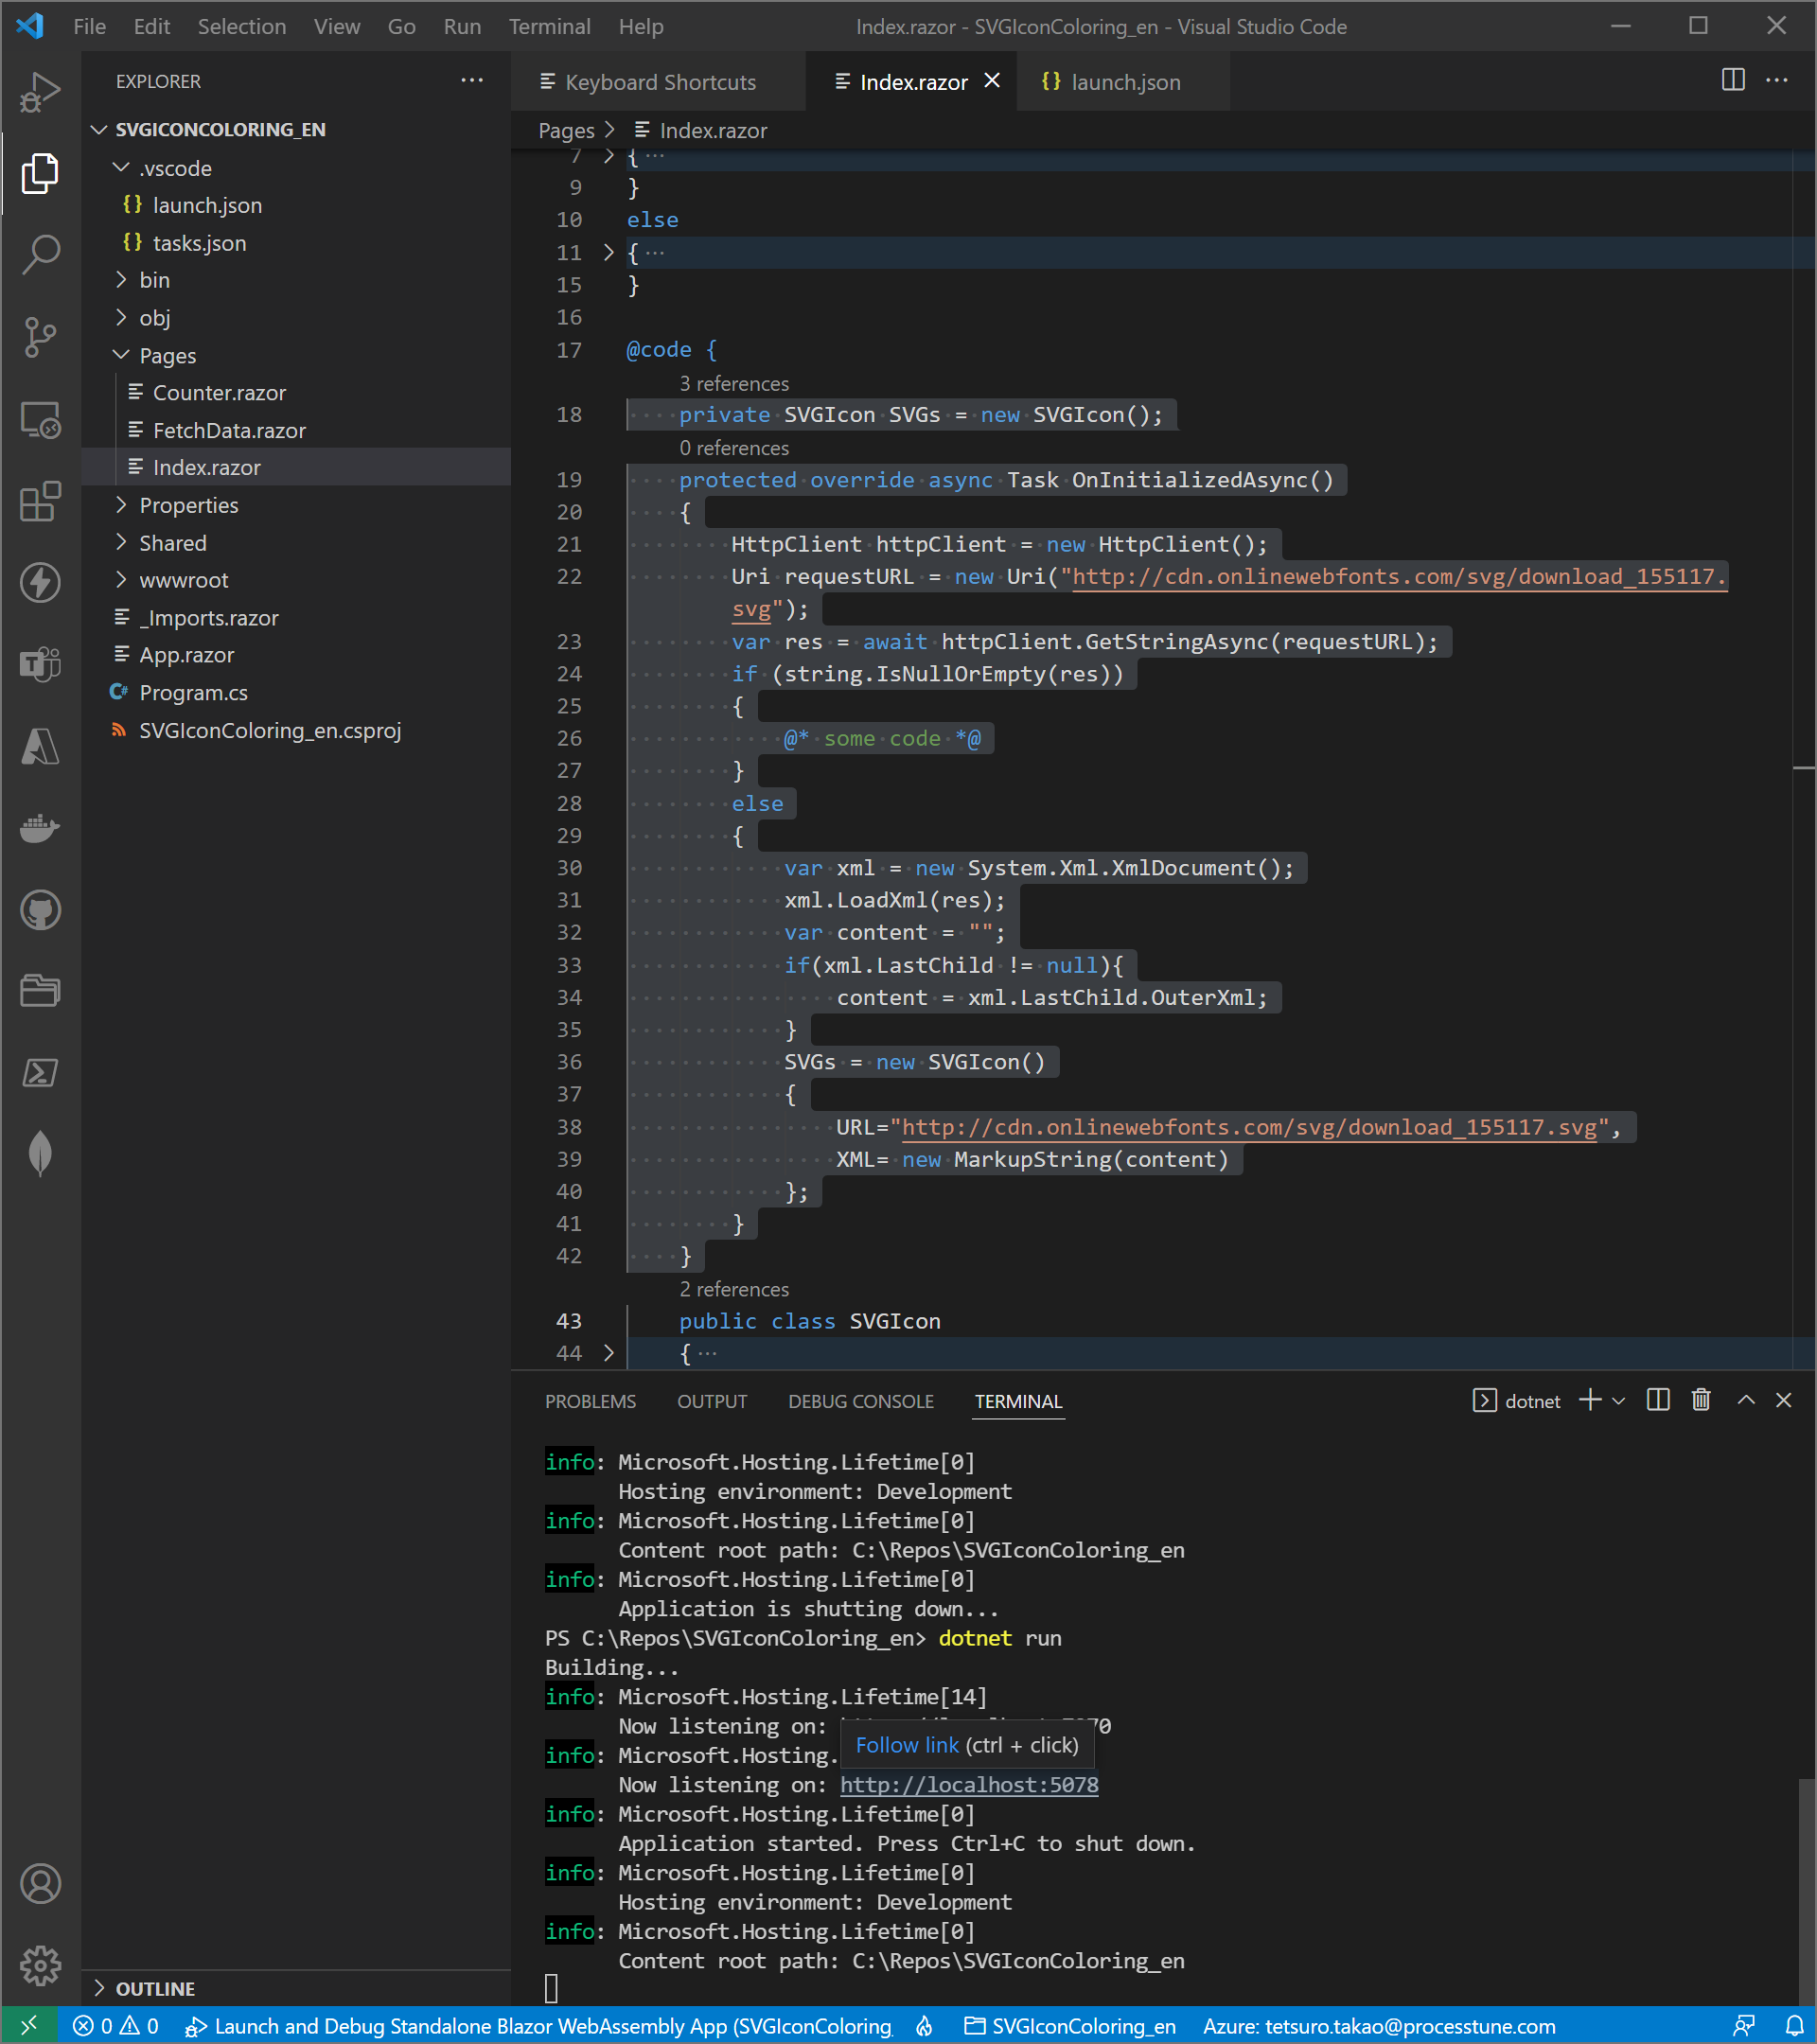 File Edit Selection View Go Run Terminal Help
Index.razor - SVGIconColoring_en - Visual Studio Code
EXPLORER
SVGICONCOLORING_EN
.vscode
{} launch.json
{} tasks.json
bin
obj
Pages
Counter.razor
FetchData.razor
Index.razor
Properties
Shared
wwwroot
_Imports.razor
App.razor
C# Program.cs
SVGIconColoring_en.csproj
OUTLINE
Keyboard Shortcuts
Index.razor
{} launch.json
Pages > Index.razor
7 > { ...
9 }
10 else
11 > { ...
15 }
16
17 @code {
3 references
18 private SVGIcon SVGs = new SVGIcon();
0 references
19 protected override async Task OnInitializedAsync()
20 {
21 HttpClient httpClient = new HttpClient();
22 Uri requestURL = new Uri("http://cdn.onlinewebfonts.com/svg/download_155117.
svg");
23 var res = await httpClient.GetStringAsync(requestURL);
24 if (string.IsNullOrEmpty(res))
25 {
26 @* some code *@
27 }
28 else
29 {
30 var xml = new System.Xml.XmlDocument();
31 xml.LoadXml(res);
32 var content = "";
33 if(xml.LastChild != null){
34 content = xml.LastChild.OuterXml;
35 }
36 SVGs = new SVGIcon()
37 {
38 URL="http://cdn.onlinewebfonts.com/svg/download_155117.svg",
39 XML= new MarkupString(content)
40 };
41 }
42 }
2 references
43 public class SVGIcon
44 > { ...
PROBLEMS OUTPUT DEBUG CONSOLE TERMINAL
dotnet
info: Microsoft.Hosting.Lifetime[0]
Hosting environment: Development
info: Microsoft.Hosting.Lifetime[0]
Content root path: C:\Repos\SVGIconColoring_en
info: Microsoft.Hosting.Lifetime[0]
Application is shutting down...
PS C:\Repos\SVGIconColoring_en> dotnet run
Building...
info: Microsoft.Hosting.Lifetime[14]
Now listening on:
info: Microsoft.Hosting.
Follow link (ctrl + click)
Now listening on: http://localhost:5078
info: Microsoft.Hosting.Lifetime[0]
Application started. Press Ctrl+C to shut down.
info: Microsoft.Hosting.Lifetime[0]
Hosting environment: Development
info: Microsoft.Hosting.Lifetime[0]
Content root path: C:\Repos\SVGIconColoring_en
0 0 Launch and Debug Standalone Blazor WebAssembly App (SVGIconColoring SVGIconColoring_en Azure: tetsuro.takao@processtune.com